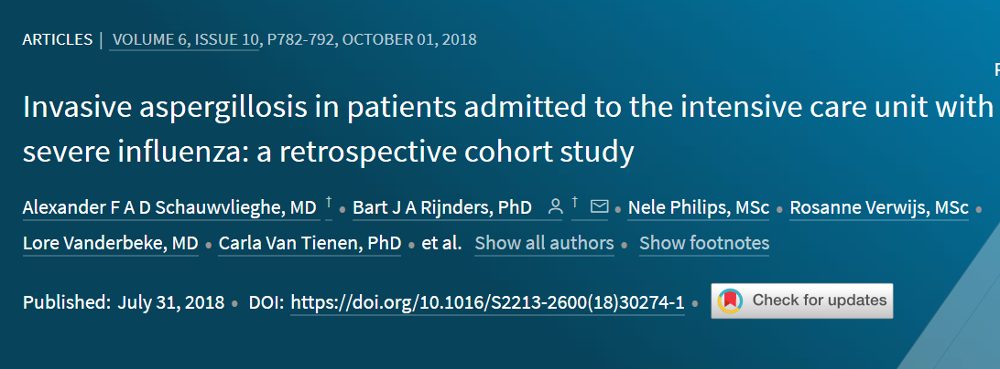 ARTICLES | VOLUME 6, ISSUE 10, P782-792, OCTOBER 01, 2018
Invasive aspergillosis in patients admitted to the intensive care unit with
severe influenza: a retrospective cohort study
Alexander F A D Schauwvlieghe, MD † • Bart J A Rijnders, PhD † • Nele Philips, MSc • Rosanne Verwijs, MSc •
Lore Vanderbeke, MD • Carla Van Tienen, PhD • et al. Show all authors • Show footnotes
Published: July 31, 2018 • DOI: https://doi.org/10.1016/S2213-2600(18)30274-1 • Check for updates